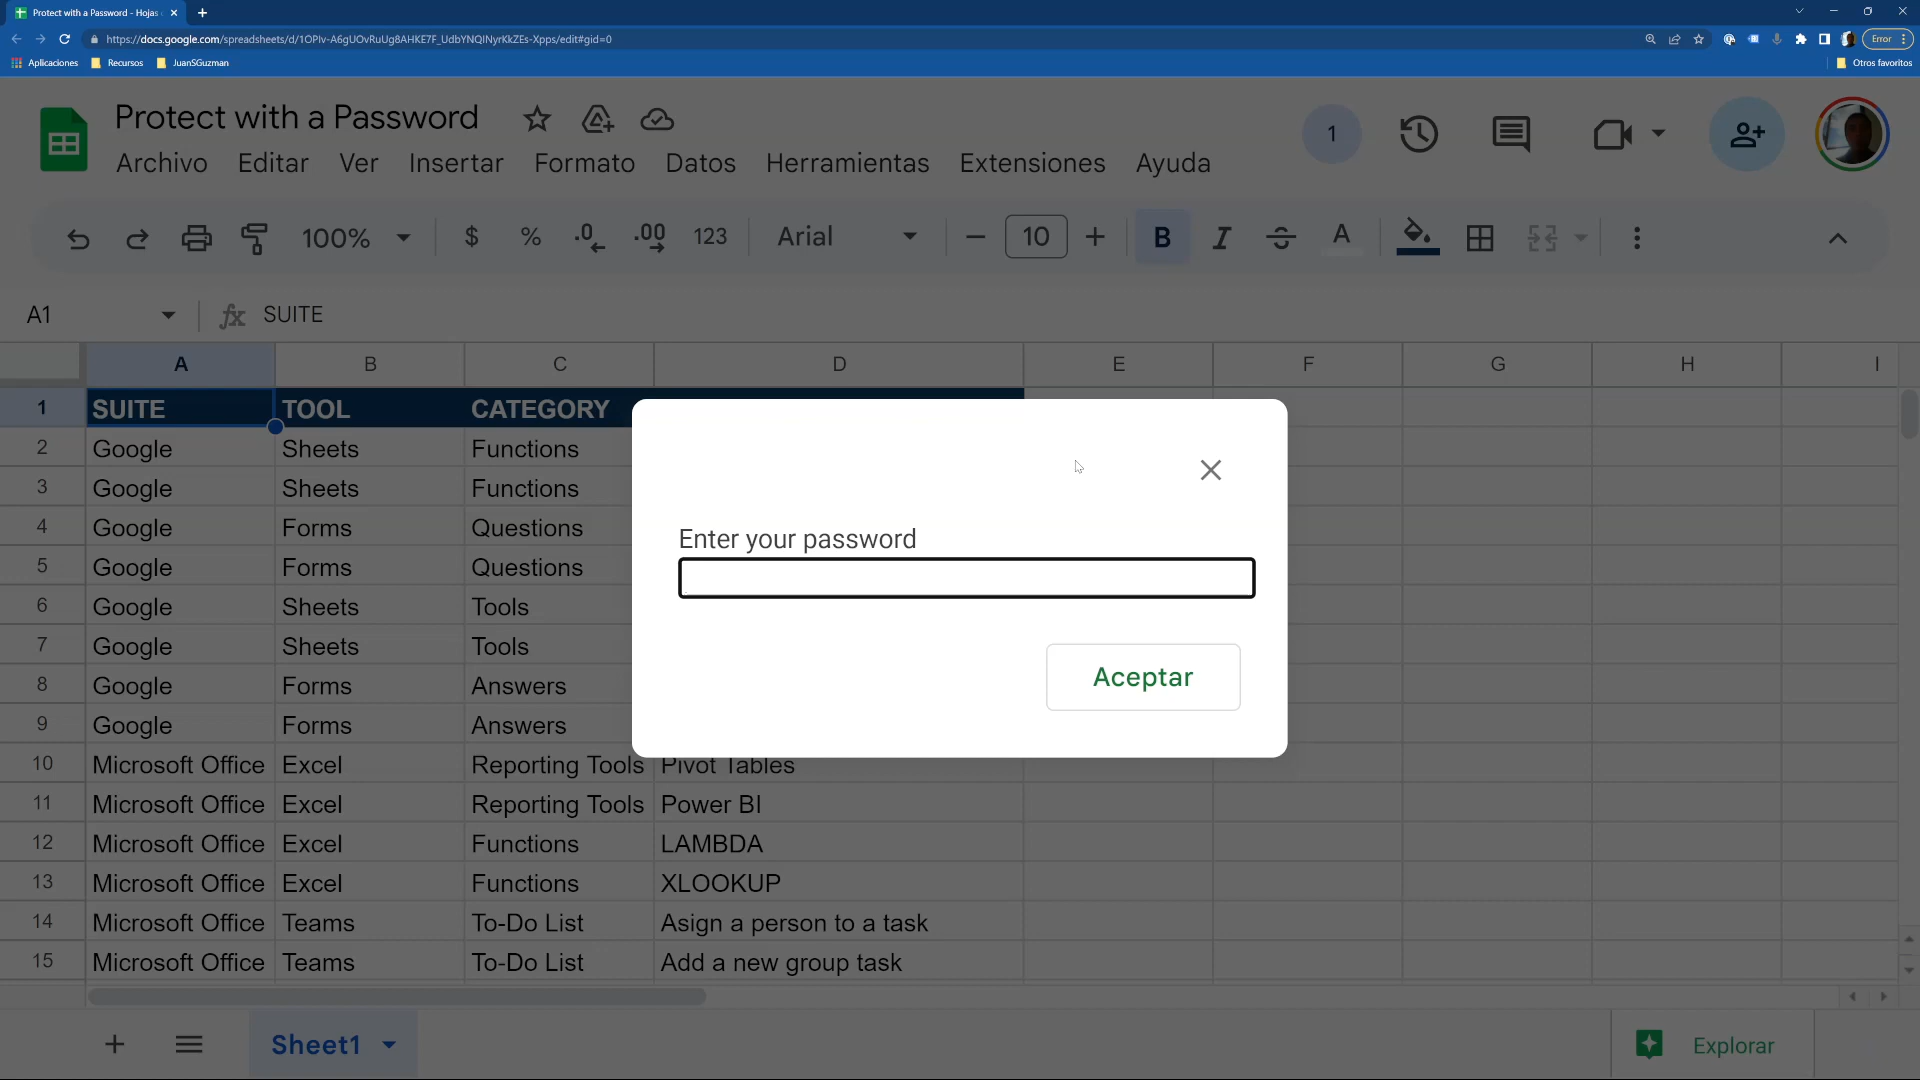 Protect with a Password - Hojas
https://docs.google.com/spreadsheets/d/1OPIv-A6gUOvRuUg8AHKE7F_UdbYNQINyrKkZEs-Xpps/edit#gid=0
Error
Aplicaciones Recursos JuanSGuzman Otros favoritos
Protect with a Password
1
Archivo Editar Ver Insertar Formato Datos Herramientas Extensiones Ayuda
100% $ % .0 .00 123 Arial 10 B I A
A1 fx SUITE
A B C D E F G H I
1 SUITE TOOL CATEGORY
2 Google Sheets Functions
3 Google Sheets Functions
4 Google Forms Questions
5 Google Forms Questions
6 Google Sheets Tools
7 Google Sheets Tools
8 Google Forms Answers
9 Google Forms Answers
10 Microsoft Office Excel Reporting Tools Pivot Tables
11 Microsoft Office Excel Reporting Tools Power BI
12 Microsoft Office Excel Functions LAMBDA
13 Microsoft Office Excel Functions XLOOKUP
14 Microsoft Office Teams To-Do List Asign a person to a task
15 Microsoft Office Teams To-Do List Add a new group task
Enter your password
Aceptar
Sheet1
Explorar